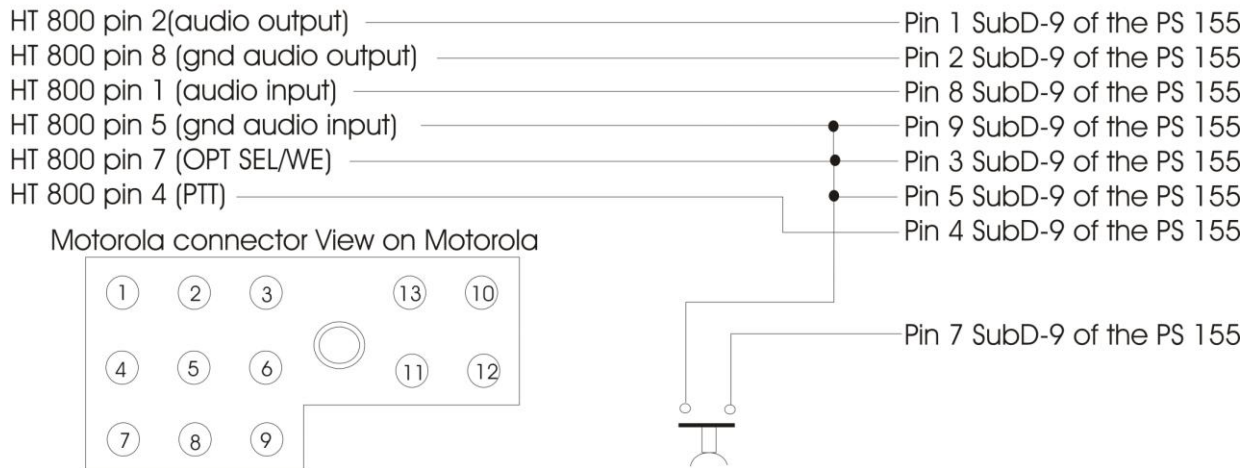 HT 800 pin 2(audio output) Pin 1 SubD-9 of the PS 155
HT 800 pin 8 (gnd audio output) Pin 2 SubD-9 of the PS 155
HT 800 pin 1 (audio input) Pin 8 SubD-9 of the PS 155
HT 800 pin 5 (gnd audio input) Pin 9 SubD-9 of the PS 155
HT 800 pin 7 (OPT SEL/WE) Pin 3 SubD-9 of the PS 155
HT 800 pin 4 (PTT) Pin 5 SubD-9 of the PS 155
Pin 4 SubD-9 of the PS 155
Motorola connector View on Motorola
1 2 3 13 10
Pin 7 SubD-9 of the PS 155
4 5 6 11 12
7 8 9